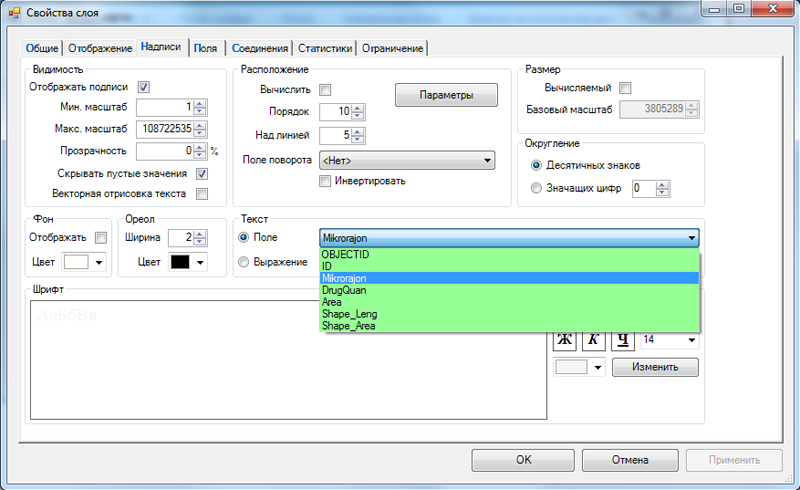 Свойства слоя
Общие Отображение Надписи Поля Соединения Статистики Ограничение
Видимость
Отображать подписи
Мин. масштаб 1
Макс. масштаб 108722535
Прозрачность 0 %
Скрывать пустые значения
Векторная отрисовка текста
Расположение
Вычислить
Параметры
Порядок 10
Над линией 5
Поле поворота <Нет>
Инвертировать
Размер
Вычисляемый
Базовый масштаб 3805289
Округление
Десятичных знаков
Значащих цифр 0
Фон
Отображать
Цвет
Ореол
Ширина 2
Цвет
Текст
Поле Mikrorajon
Выражение
OBJECTID
ID
Mikrorajon
DrugQuan
Area
Shape_Leng
Shape_Area
Шрифт
АаБбВв
Ж К Ч 14
Изменить
OK Отмена Применить